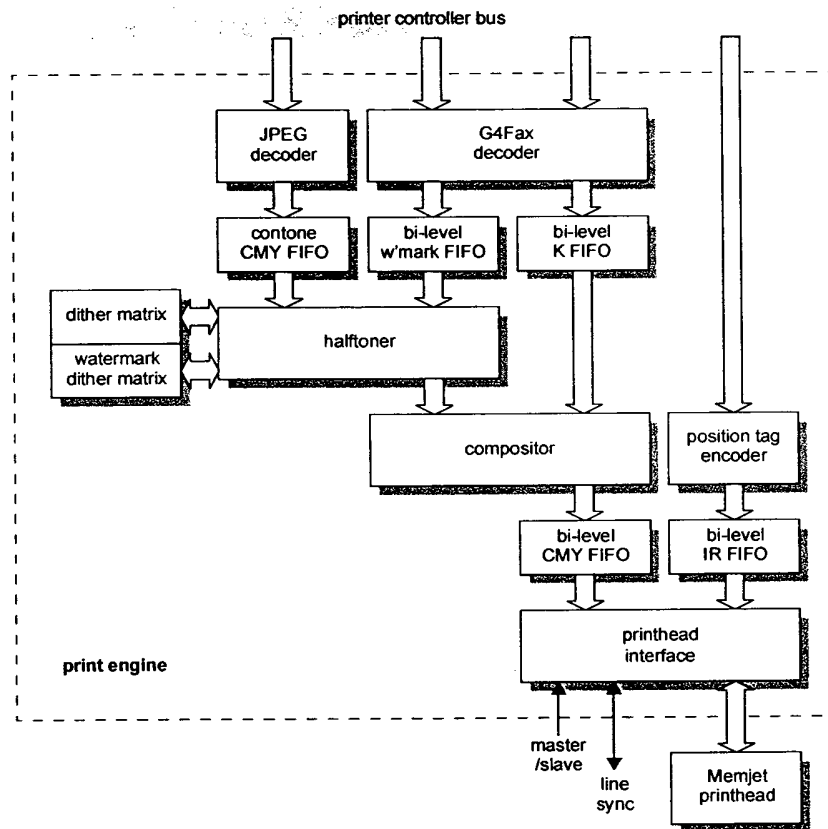 printer controller bus
JPEG
decoder
G4Fax
decoder
contone
CMY FIFO
bi-level
w'mark FIFO
bi-level
K FIFO
dither matrix
watermark
dither matrix
halftoner
compositor
position tag
encoder
bi-level
CMY FIFO
bi-level
IR FIFO
printhead
interface
print engine
master
/slave
line
sync
Memjet
printhead